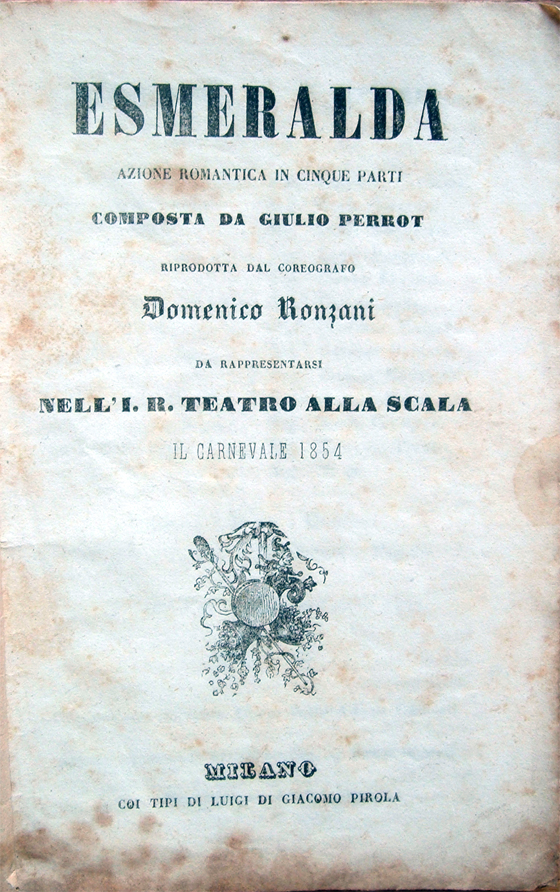 ESMERALDA
AZIONE ROMANTICA IN CINQUE PARTI
COMPOSTA DA GIULIO PERROT
RIPRODOTTA DAL COREOGRAFO
Domenico Ronzani
DA RAPPRESENTARSI
NELL' I. R. TEATRO ALLA SCALA
IL CARNEVALE 1854
MILANO
COI TIPI DI LUIGI DI GIACOMO PIROLA